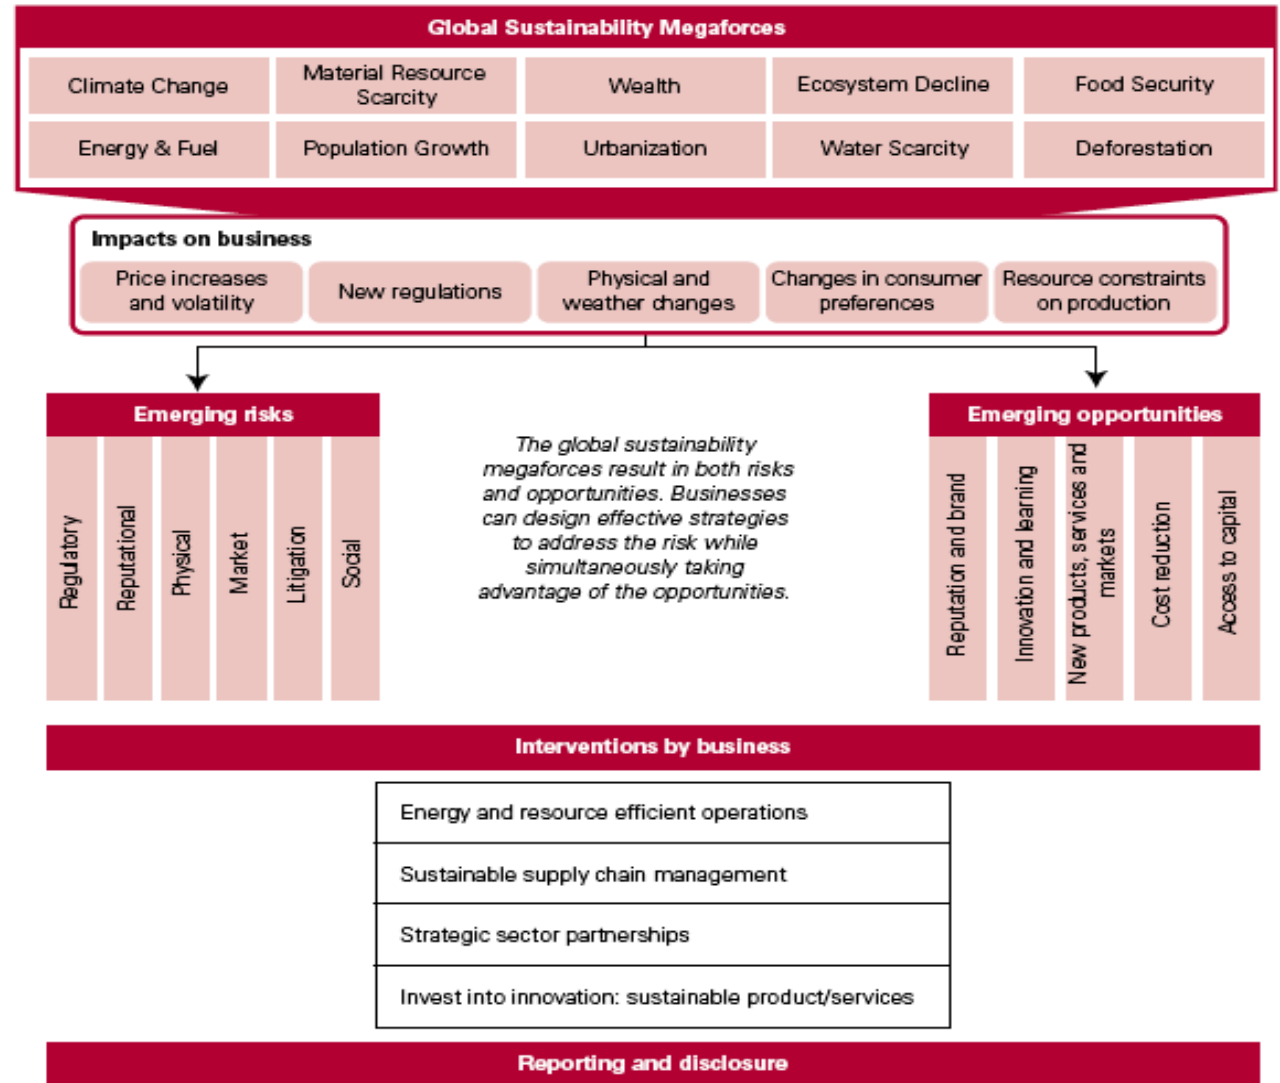 Global Sustainability Megaforces
Climate Change
Material Resource
Scarcity
Wealth
Ecosystem Decline
Food Security
Energy & Fuel
Population Growth
Urbanization
Water Scarcity
Deforestation
Impacts on business
Price increases
and volatility
New regulations
Physical and
weather changes
Changes in consumer
preferences
Resource constraints
on production
Emerging risks
Regulatory
Reputational
Physical
Market
Litigation
Social
The global sustainability
megaforces result in both risks
and opportunities. Businesses
can design effective strategies
to address the risk while
simultaneously taking
advantage of the opportunities.
Emerging opportunities
Reputation and brand
Innovation and learning
New products, services and
markets
Cost reduction
Access to capital
Interventions by business
Energy and resource efficient operations
Sustainable supply chain management
Strategic sector partnerships
Invest into innovation: sustainable product/services
Reporting and disclosure